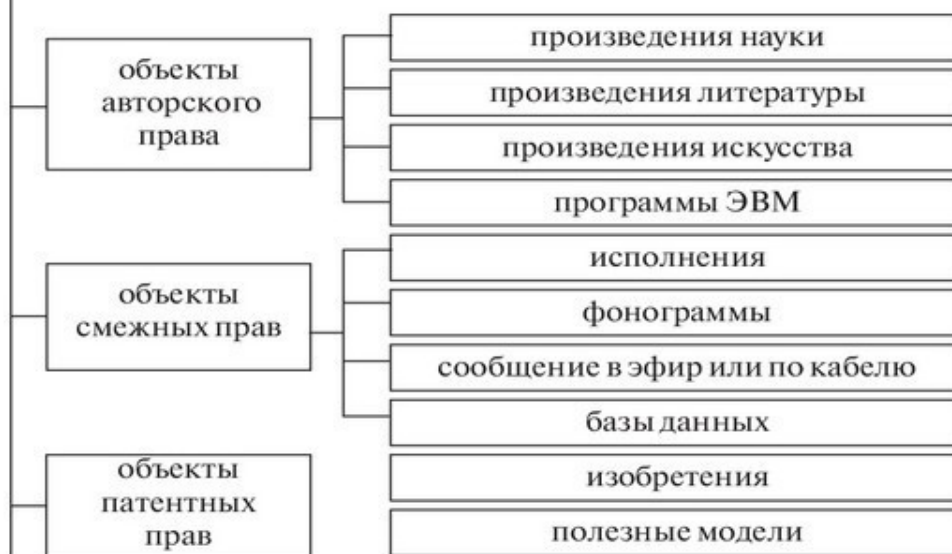 объекты
авторского
права
произведения науки
произведения литературы
произведения искусства
программы ЭВМ
объекты
смежных прав
исполнения
фонограммы
сообщение в эфир или по кабелю
базы данных
объекты
патентных
прав
изобретения
полезные модели